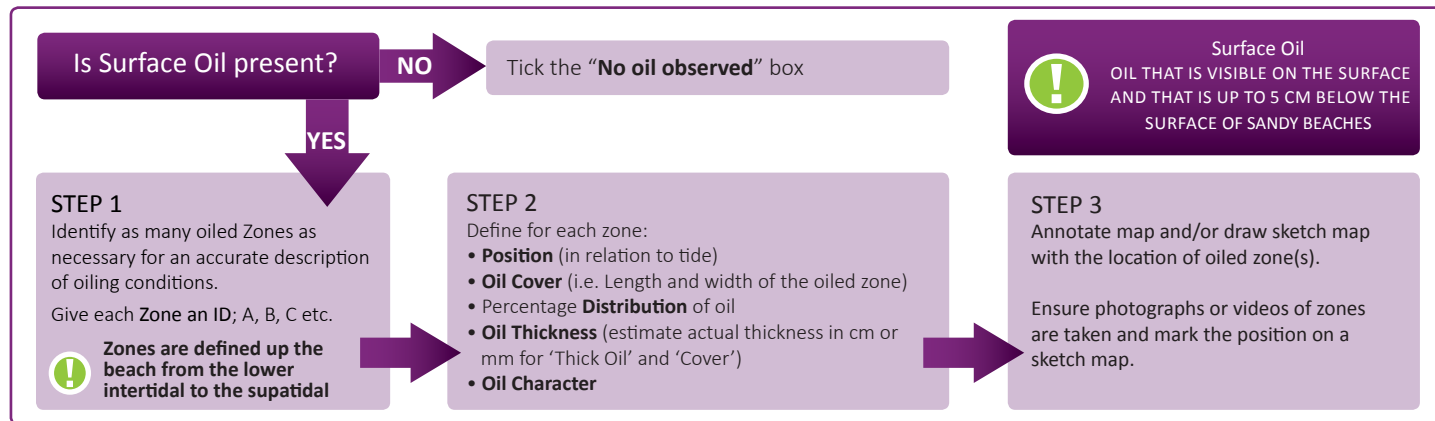 Is Surface Oil present?
NO
Tick the “No oil observed” box
Surface Oil
OIL THAT IS VISIBLE ON THE SURFACE
AND THAT IS UP TO 5 CM BELOW THE
SURFACE OF SANDY BEACHES
YES
STEP 1
Identify as many oiled Zones as
necessary for an accurate description
of oiling conditions.
Give each Zone an ID; A, B, C etc.
! Zones are defined up the
beach from the lower
intertidal to the supatidal
STEP 2
Define for each zone:
• Position (in relation to tide)
• Oil Cover (i.e. Length and width of the oiled zone)
• Percentage Distribution of oil
• Oil Thickness (estimate actual thickness in cm or
mm for ‘Thick Oil’ and ‘Cover’)
• Oil Character
STEP 3
Annotate map and/or draw sketch map
with the location of oiled zone(s).
Ensure photographs or videos of zones
are taken and mark the position on a
sketch map.